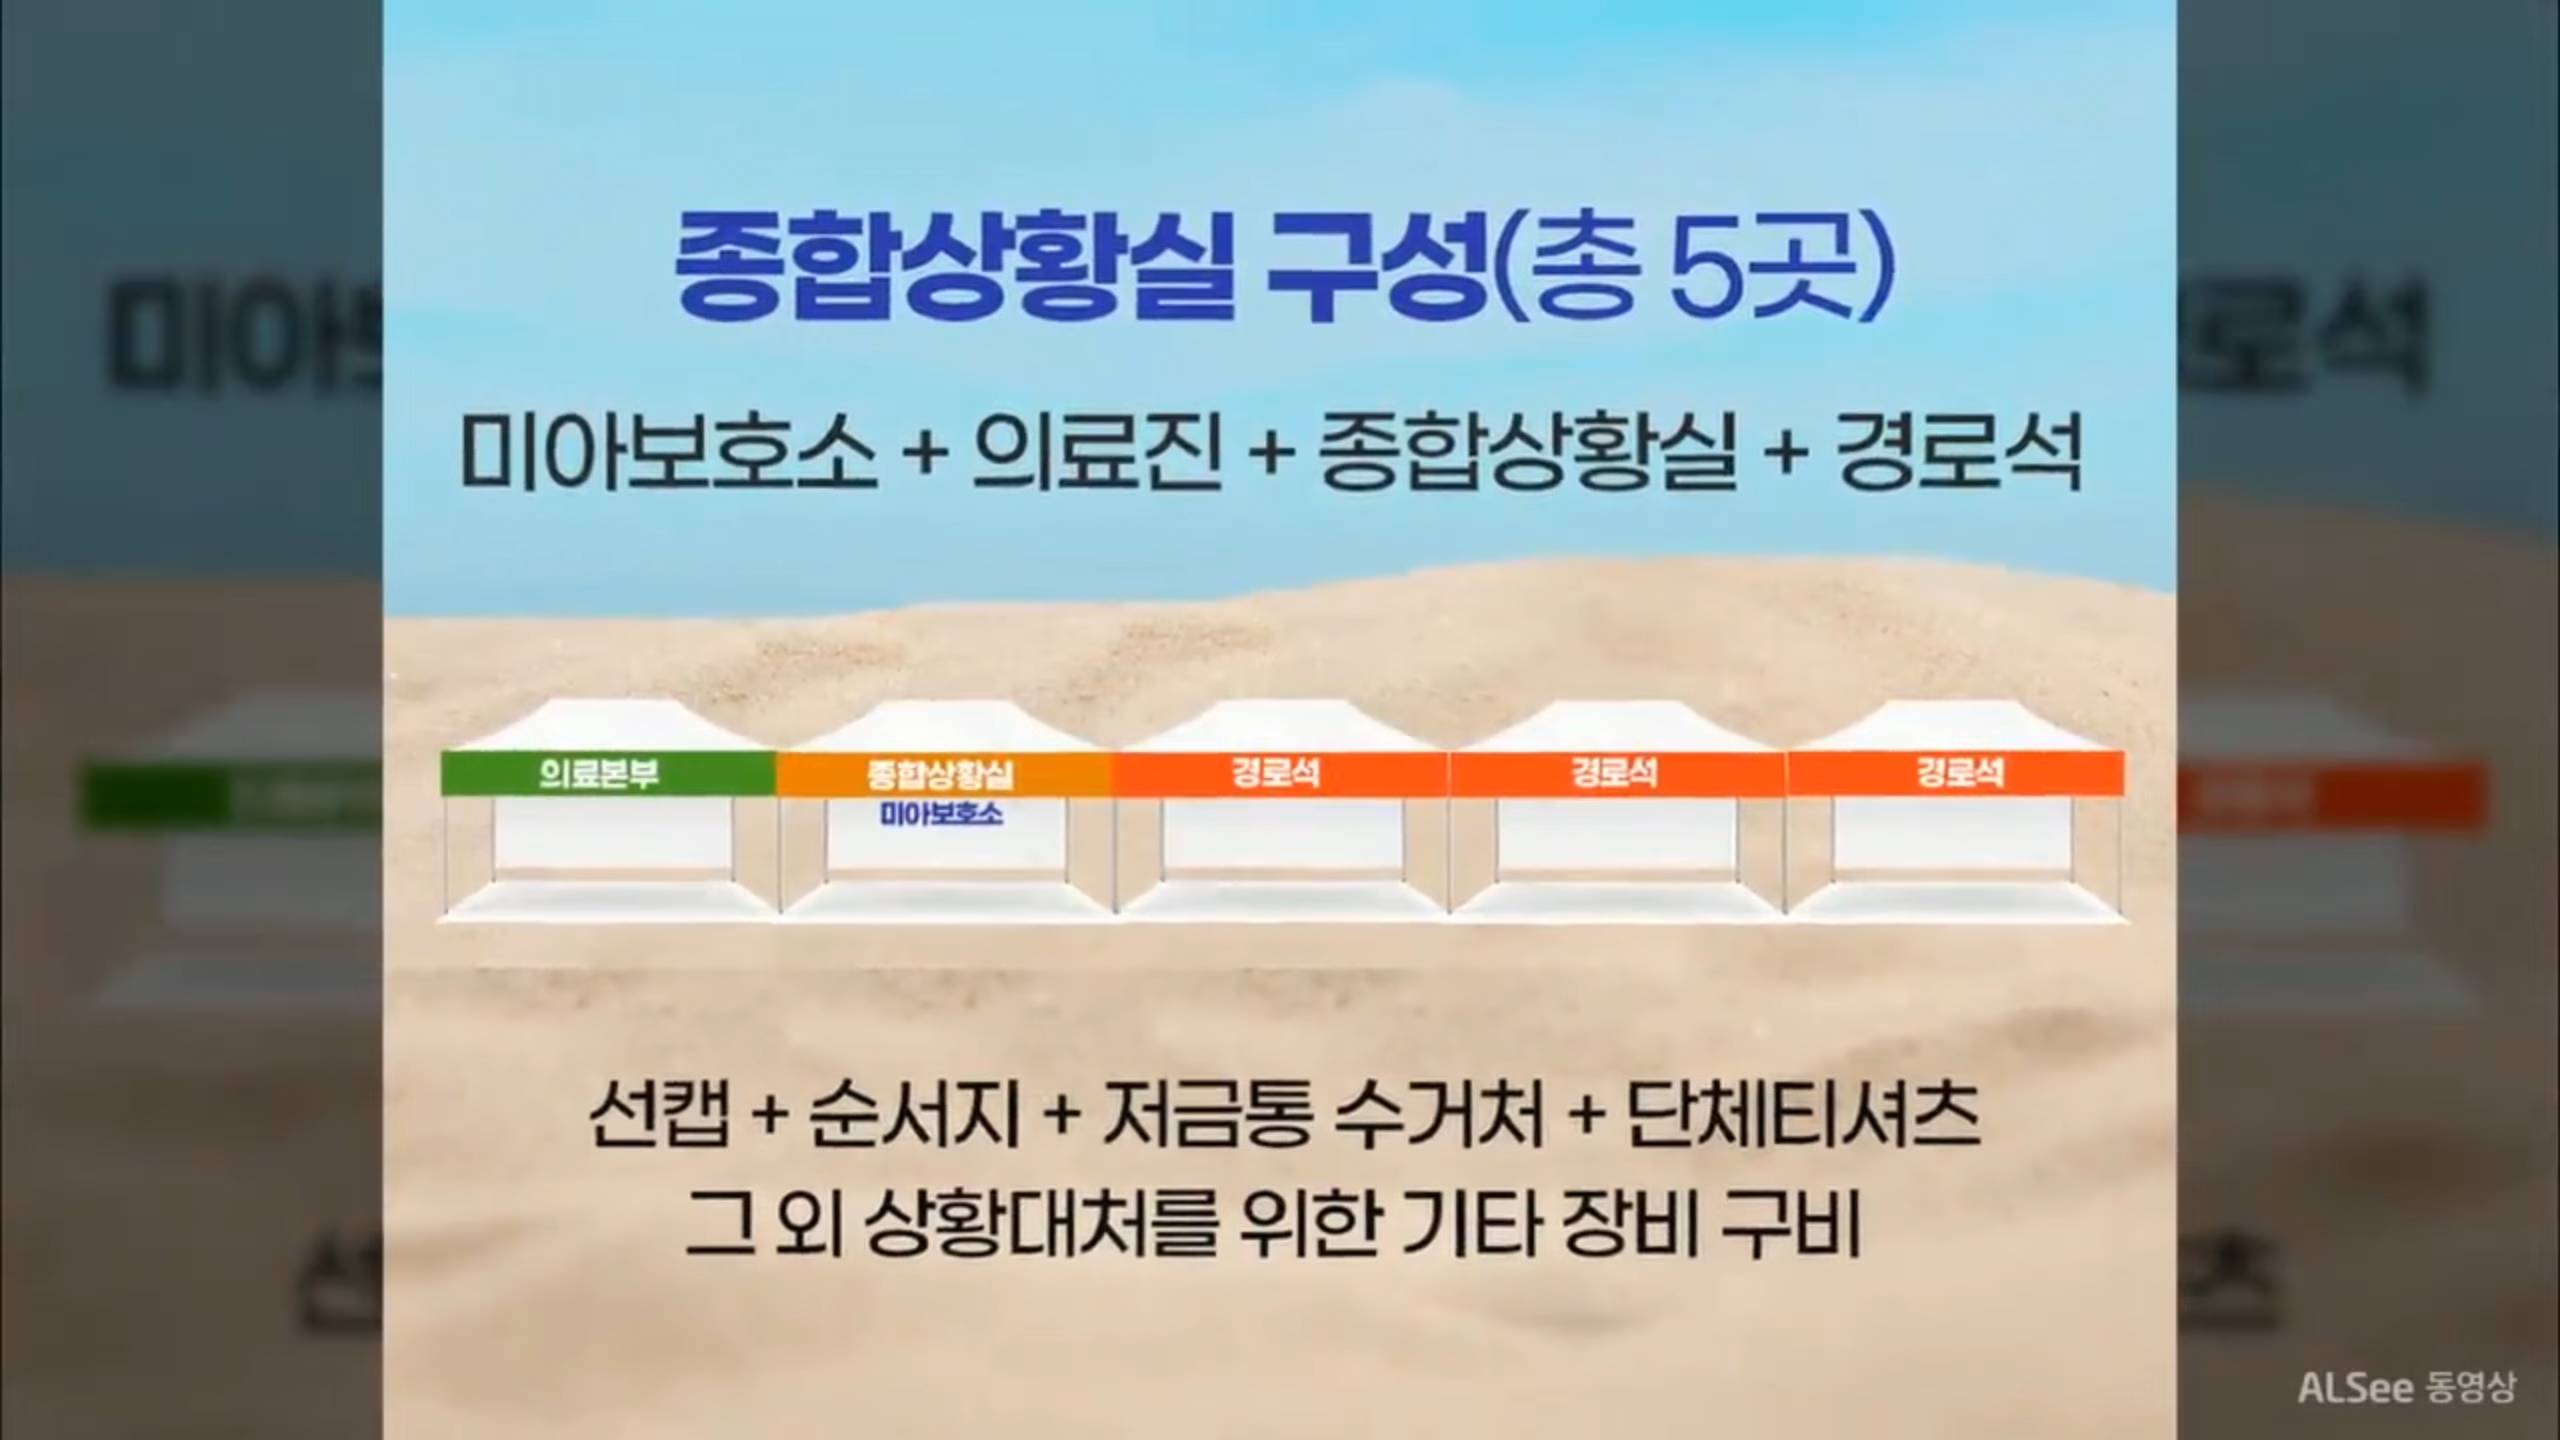 종합상황실 구성(총 5곳)
미아보호소 + 의료진 + 종합상황실 + 경로석
의료본부 종합상황실 경로석 경로석 경로석
미아보호소
선캡 + 순서지 + 저금통 수거처 + 단체티셔츠
그 외 상황대처를 위한 기타 장비 구비
ALSee 동영상